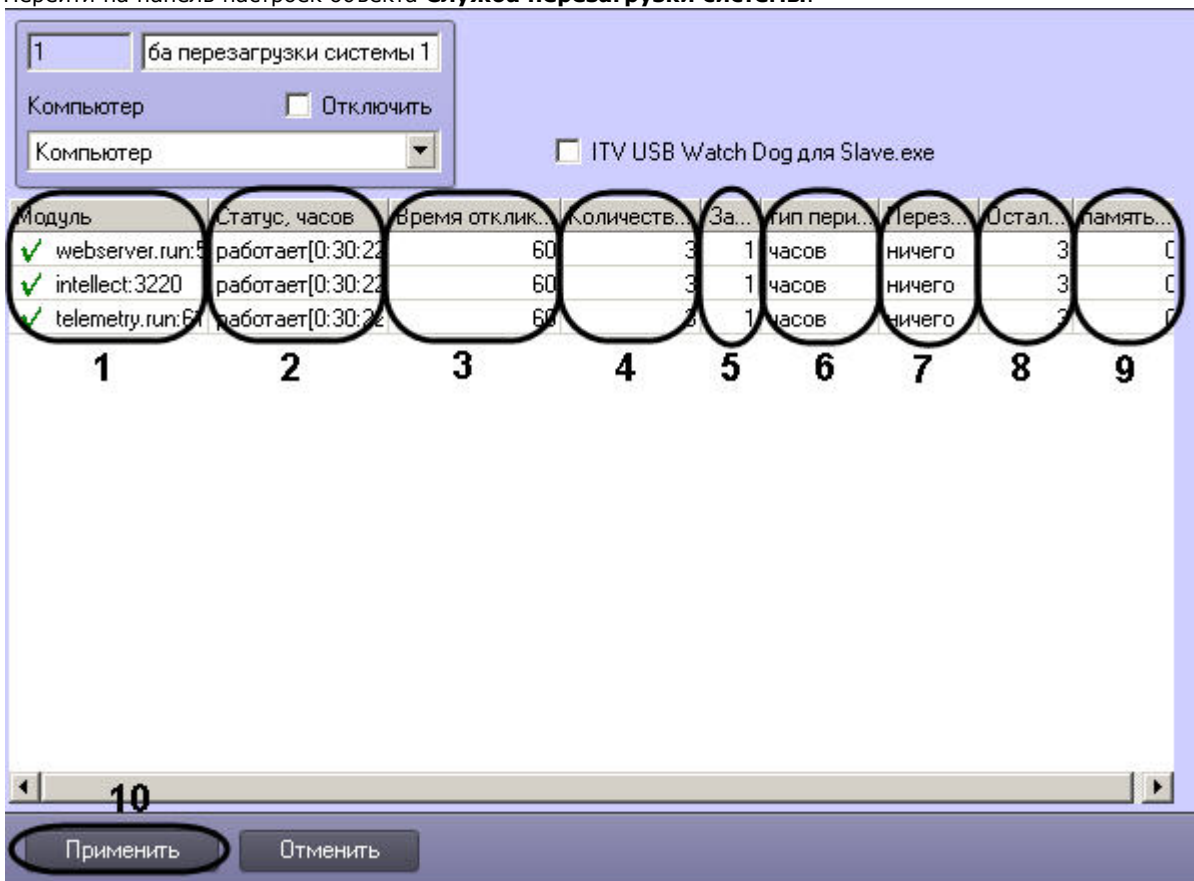 Перейти на панель настроек объекта Служба перезагрузки системы.
1 ба перезагрузки системы 1
Компьютер Отключить
Компьютер
ITV USB Watch Dog для Slave.exe
Модуль Статус, часов Время отклик... Количеств... За... тип пери... Перез... Остал... память...
webserver.run:5 работает[0:30:22 60 3 1 часов ничего 3 0
intellect:3220 работает[0:30:22 60 3 1 часов ничего 3 0
telemetry.run:61 работает[0:30:22 60 3 1 часов ничего 3 0
1 2 3 4 5 6 7 8 9
10
Применить Отменить